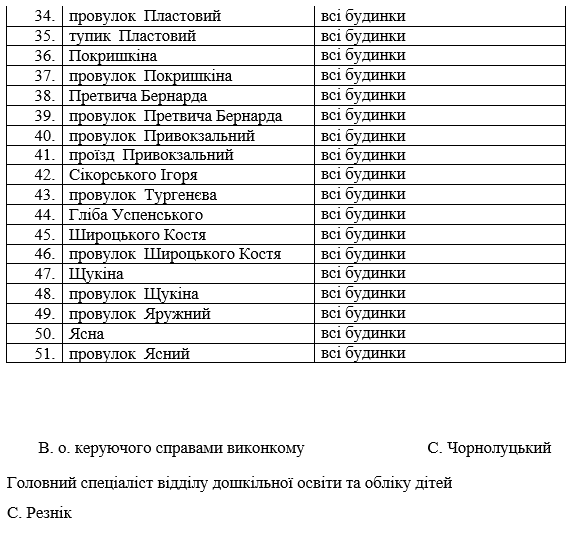 34. провулок Пластовий всі будинки
35. тупик Пластовий всі будинки
36. Покришкіна всі будинки
37. провулок Покришкіна всі будинки
38. Претвича Бернарда всі будинки
39. провулок Претвича Бернарда всі будинки
40. провулок Привокзальний всі будинки
41. проїзд Привокзальний всі будинки
42. Сікорського Ігоря всі будинки
43. провулок Тургенєва всі будинки
44. Гліба Успенського всі будинки
45. Широцького Костя всі будинки
46. провулок Широцького Костя всі будинки
47. Щукіна всі будинки
48. провулок Щукіна всі будинки
49. провулок Яружний всі будинки
50. Ясна всі будинки
51. провулок Ясний всі будинки
В. о. керуючого справами виконкому С. Чорнолуцький
Головний спеціаліст відділу дошкільної освіти та обліку дітей
С. Резнік